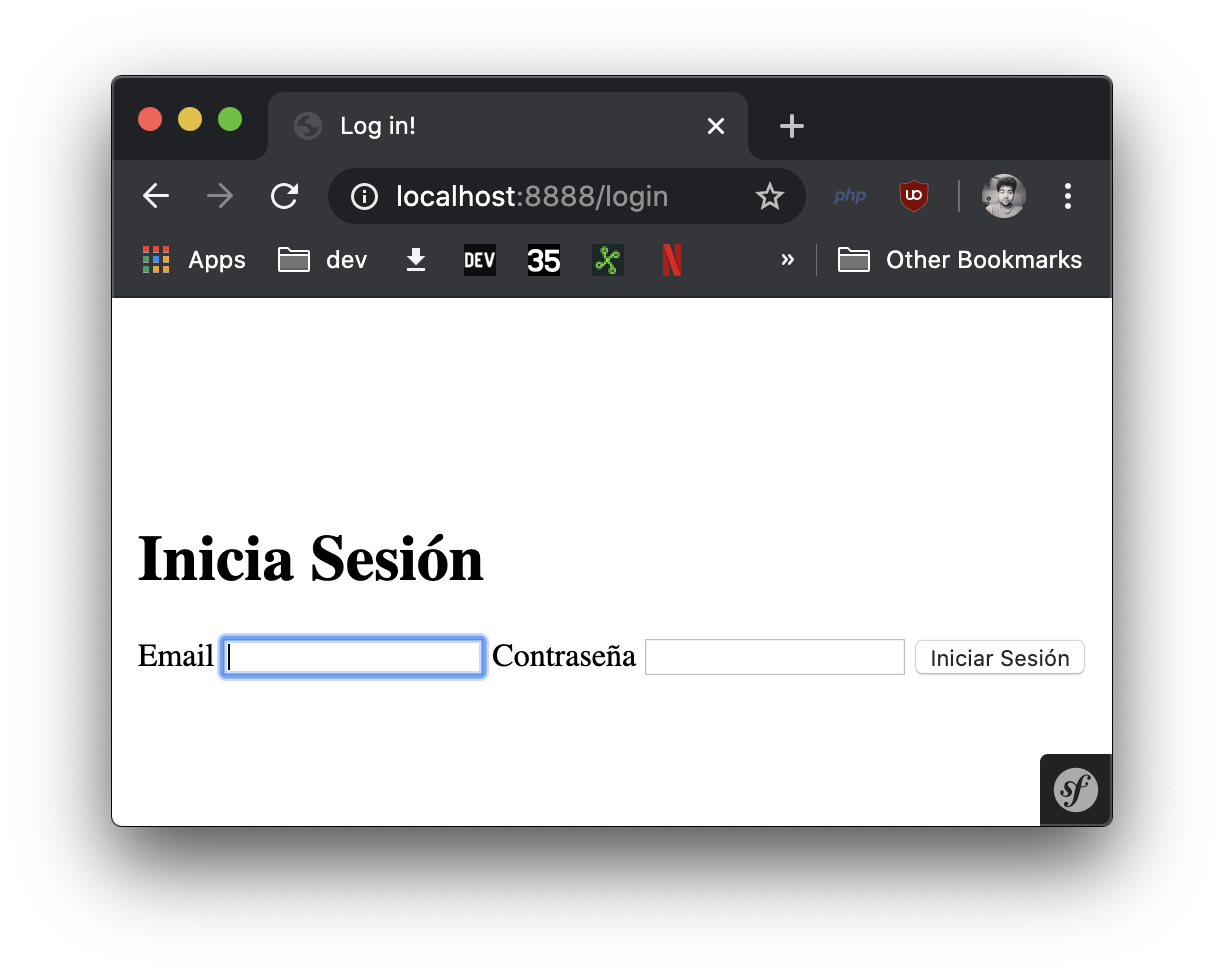 Log in!
localhost:8888/login
php
Apps dev DEV 35 » Other Bookmarks
Inicia Sesión
Email Contraseña Iniciar Sesión
sf